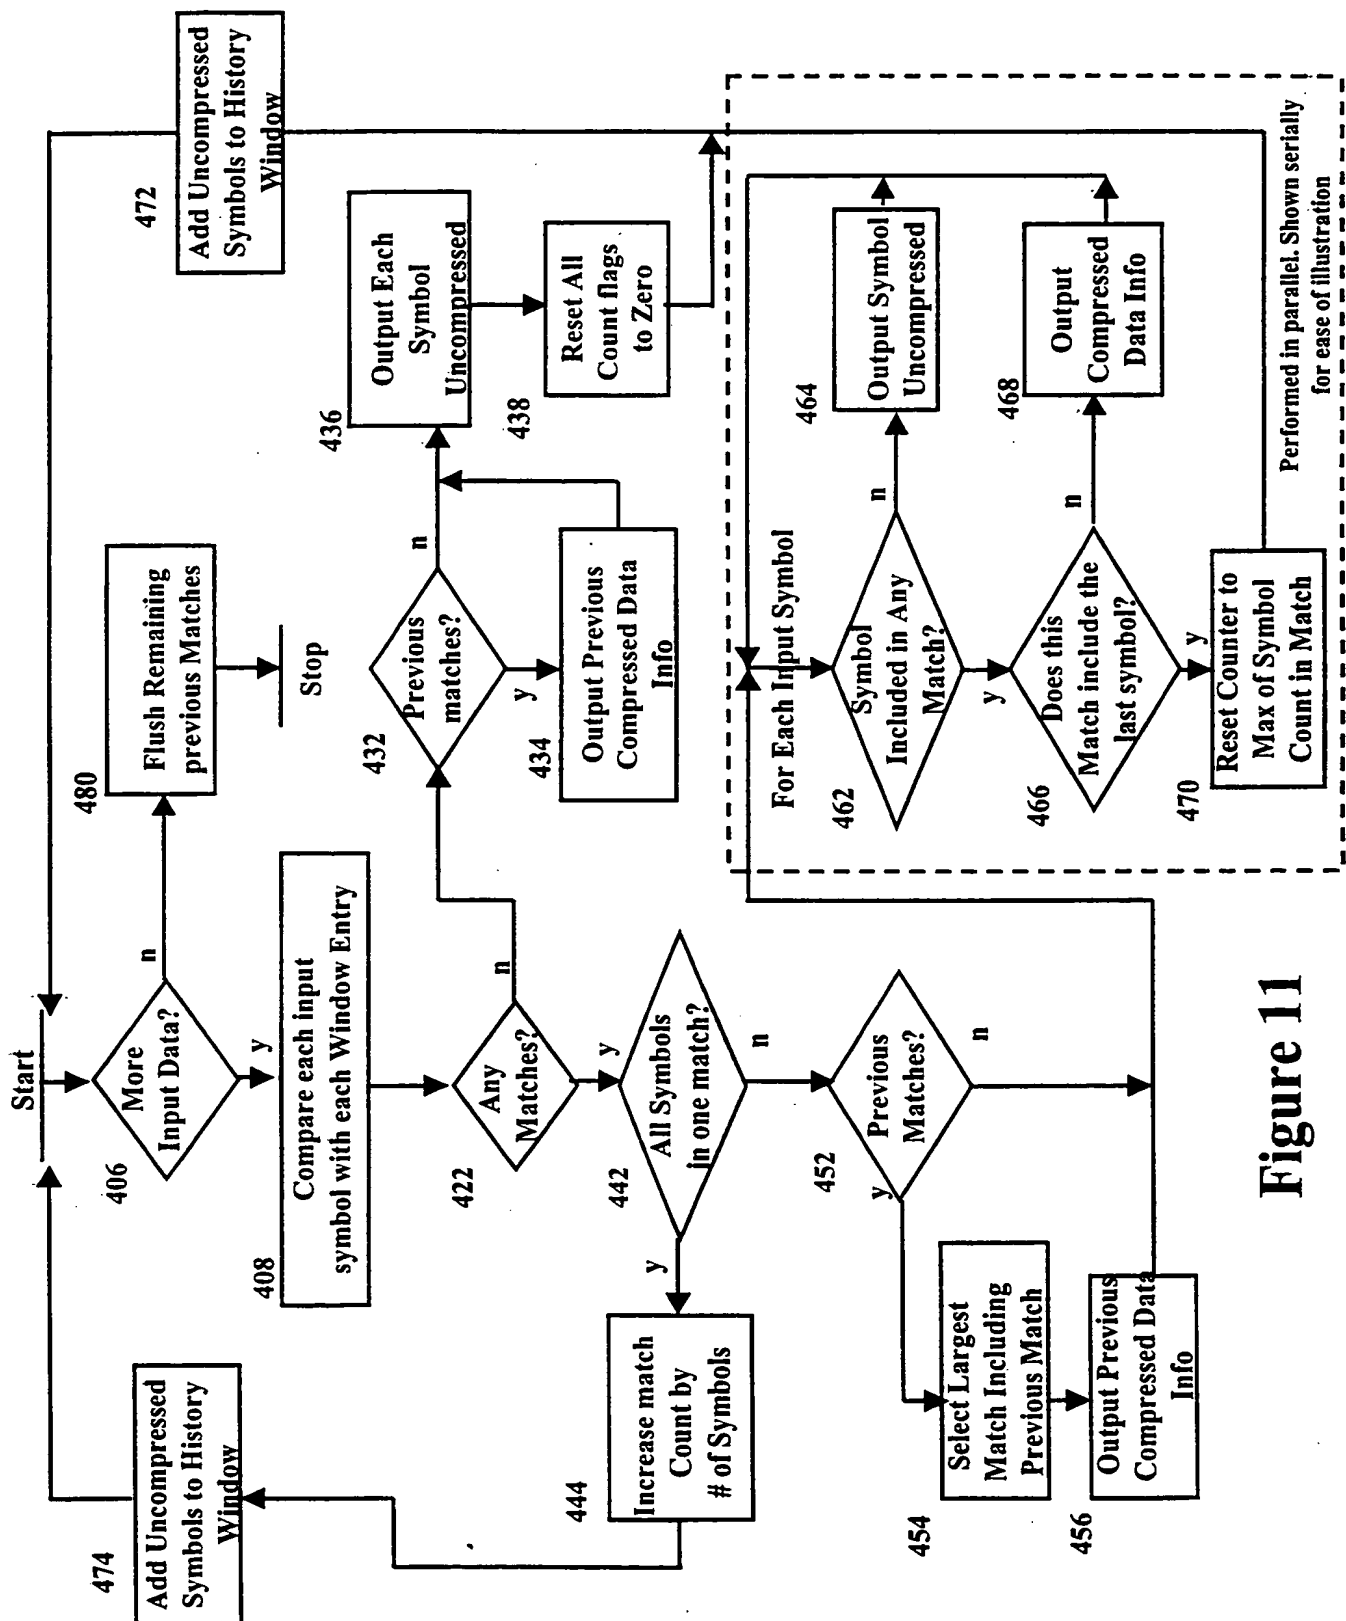 Start
474
Add Uncompressed
Symbols to History
Window
406
More
Input Data?
n
y
480
Flush Remaining
previous Matches
Stop
472
Add Uncompressed
Symbols to History
Window
408
Compare each input
symbol with each Window Entry
422
Any
Matches?
n
y
432
Previous
matches?
n
y
434
Output Previous
Compressed Data
Info
436
Output Each
Symbol
Uncompressed
438
Reset All
Count flags
to Zero
442
All Symbols
in one match?
y
n
444
Increase match
Count by
# of Symbols
452
Previous
Matches?
y
n
454
Select Largest
Match Including
Previous Match
456
Output Previous
Compressed Data
Info
For Each Input Symbol
462
Symbol
Included in Any
Match?
n
y
464
Output Symbol
Uncompressed
466
Does this
Match include the
last symbol?
n
y
468
Output
Compressed
Data Info
470
Reset Counter to
Max of Symbol
Count in Match
Performed in parallel. Shown serially
for ease of illustration
Figure 11